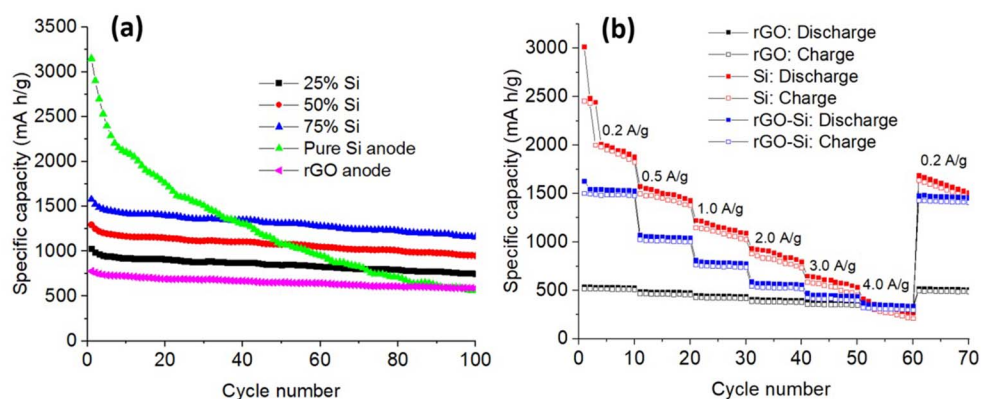 (a)
3500
3000
2500
2000
1500
1000
500
0
0 20 40 60 80 100
Specific capacity (mA h/g)
Cycle number
25% Si
50% Si
75% Si
Pure Si anode
rGO anode
(b)
3000
2500
2000
1500
1000
500
0
0 10 20 30 40 50 60 70
Specific capacity (mA h/g)
Cycle number
rGO: Discharge
rGO: Charge
Si: Discharge
Si: Charge
rGO-Si: Discharge
rGO-Si: Charge
0.2 A/g
0.5 A/g
1.0 A/g
2.0 A/g
3.0 A/g
4.0 A/g
0.2 A/g